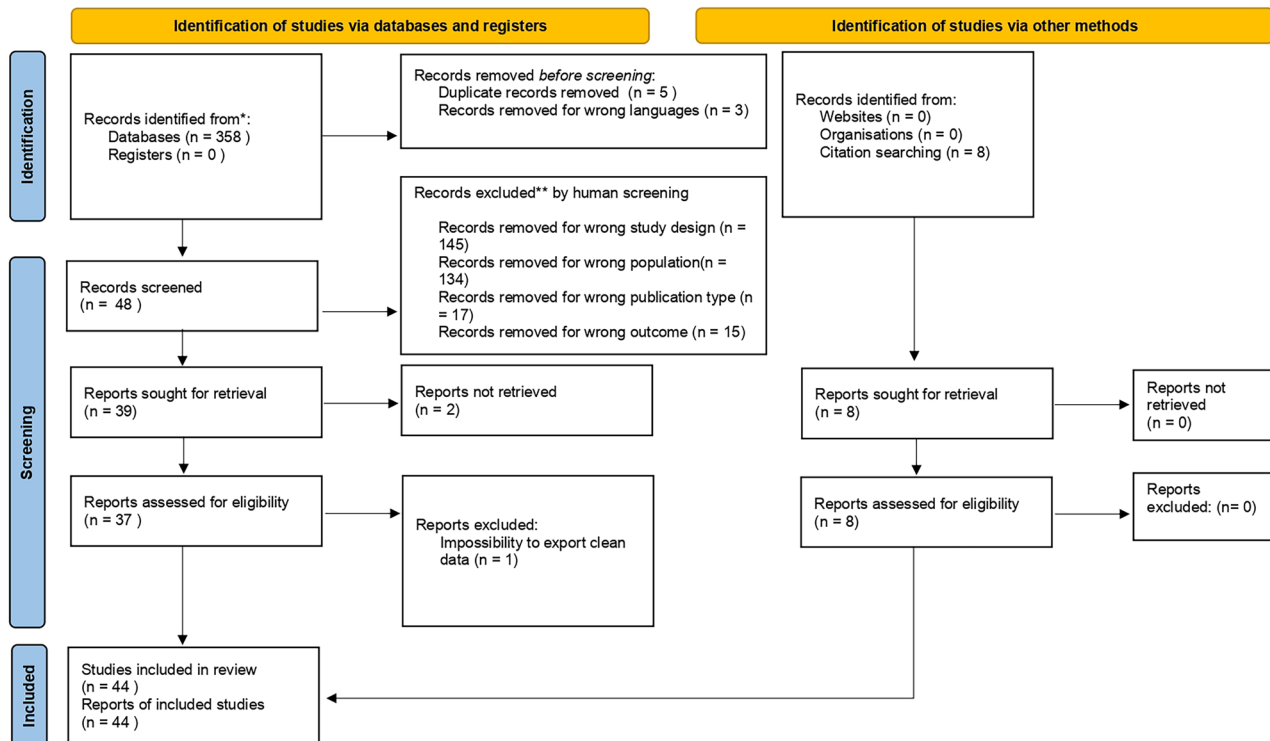 Identification of studies via databases and registers
Identification of studies via other methods
Identification
Records identified from*:
Databases (n = 358 )
Registers (n = 0 )
Records removed before screening:
Duplicate records removed  (n = 5 )
Records removed for wrong languages (n = 3)
Records identified from:
Websites (n = 0)
Organisations (n = 0)
Citation searching (n = 8)
Records excluded** by human screening
Records removed for wrong study design (n =
145)
Records removed for wrong population(n =
134)
Records removed for wrong publication type (n
= 17)
Records removed for wrong outcome (n = 15)
Screening
Records screened
(n =  48 )
Reports sought for retrieval
(n = 39)
Reports not retrieved
(n = 2)
Reports sought for retrieval
(n = 8)
Reports not
retrieved
(n = 0)
Reports assessed for eligibility
(n = 37 )
Reports excluded:
Impossibility to export clean
data (n = 1)
Reports assessed for eligibility
(n = 8)
Reports
excluded: (n= 0)
Included
Studies included in review
(n = 44 )
Reports of included studies
(n = 44 )